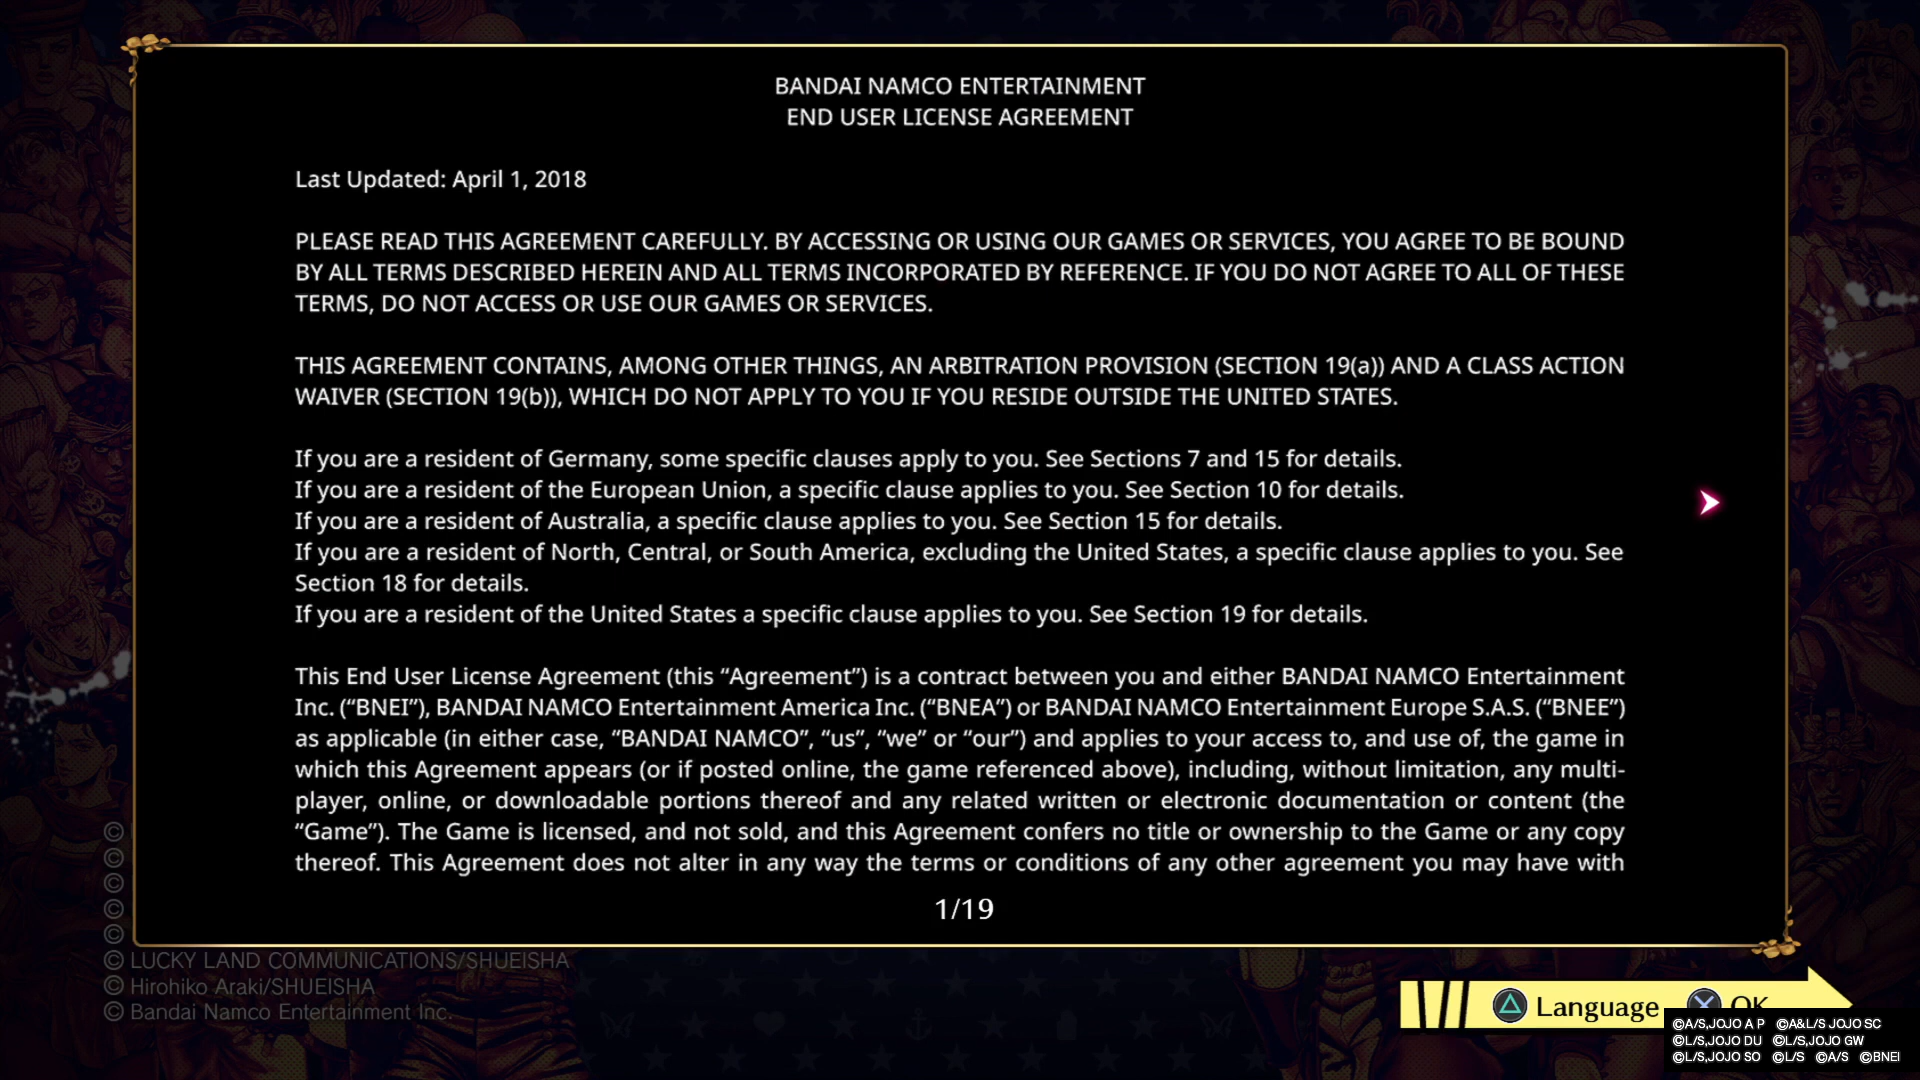 BANDAI NAMCO ENTERTAINMENT
END USER LICENSE AGREEMENT
Last Updated: April 1, 2018
PLEASE READ THIS AGREEMENT CAREFULLY. BY ACCESSING OR USING OUR GAMES OR SERVICES, YOU AGREE TO BE BOUND
BY ALL TERMS DESCRIBED HEREIN AND ALL TERMS INCORPORATED BY REFERENCE. IF YOU DO NOT AGREE TO ALL OF THESE
TERMS, DO NOT ACCESS OR USE OUR GAMES OR SERVICES.
THIS AGREEMENT CONTAINS, AMONG OTHER THINGS, AN ARBITRATION PROVISION (SECTION 19(a)) AND A CLASS ACTION
WAIVER (SECTION 19(b)), WHICH DO NOT APPLY TO YOU IF YOU RESIDE OUTSIDE THE UNITED STATES.
If you are a resident of Germany, some specific clauses apply to you. See Sections 7 and 15 for details.
If you are a resident of the European Union, a specific clause applies to you. See Section 10 for details.
If you are a resident of Australia, a specific clause applies to you. See Section 15 for details.
If you are a resident of North, Central, or South America, excluding the United States, a specific clause applies to you. See
Section 18 for details.
If you are a resident of the United States a specific clause applies to you. See Section 19 for details.
This End User License Agreement (this “Agreement”) is a contract between you and either BANDAI NAMCO Entertainment
Inc. (“BNEI”), BANDAI NAMCO Entertainment America Inc. (“BNEA”) or BANDAI NAMCO Entertainment Europe S.A.S. (“BNEE”)
as applicable (in either case, “BANDAI NAMCO”, “us”, “we” or “our”) and applies to your access to, and use of, the game in
which this Agreement appears (or if posted online, the game referenced above), including, without limitation, any multi-
player, online, or downloadable portions thereof and any related written or electronic documentation or content (the
“Game”). The Game is licensed, and not sold, and this Agreement confers no title or ownership to the Game or any copy
thereof. This Agreement does not alter in any way the terms or conditions of any other agreement you may have with
1/19
©
©
©
©
©
© LUCKY LAND COMMUNICATIONS/SHUEISHA
© Hirohiko Araki/SHUEISHA
© Bandai Namco Entertainment Inc.
Language OK
©A/S,JOJO A P ©A&L/S JOJO SC
©L/S,JOJO DU ©L/S,JOJO GW
©L/S,JOJO SO ©L/S ©A/S ©BNEI